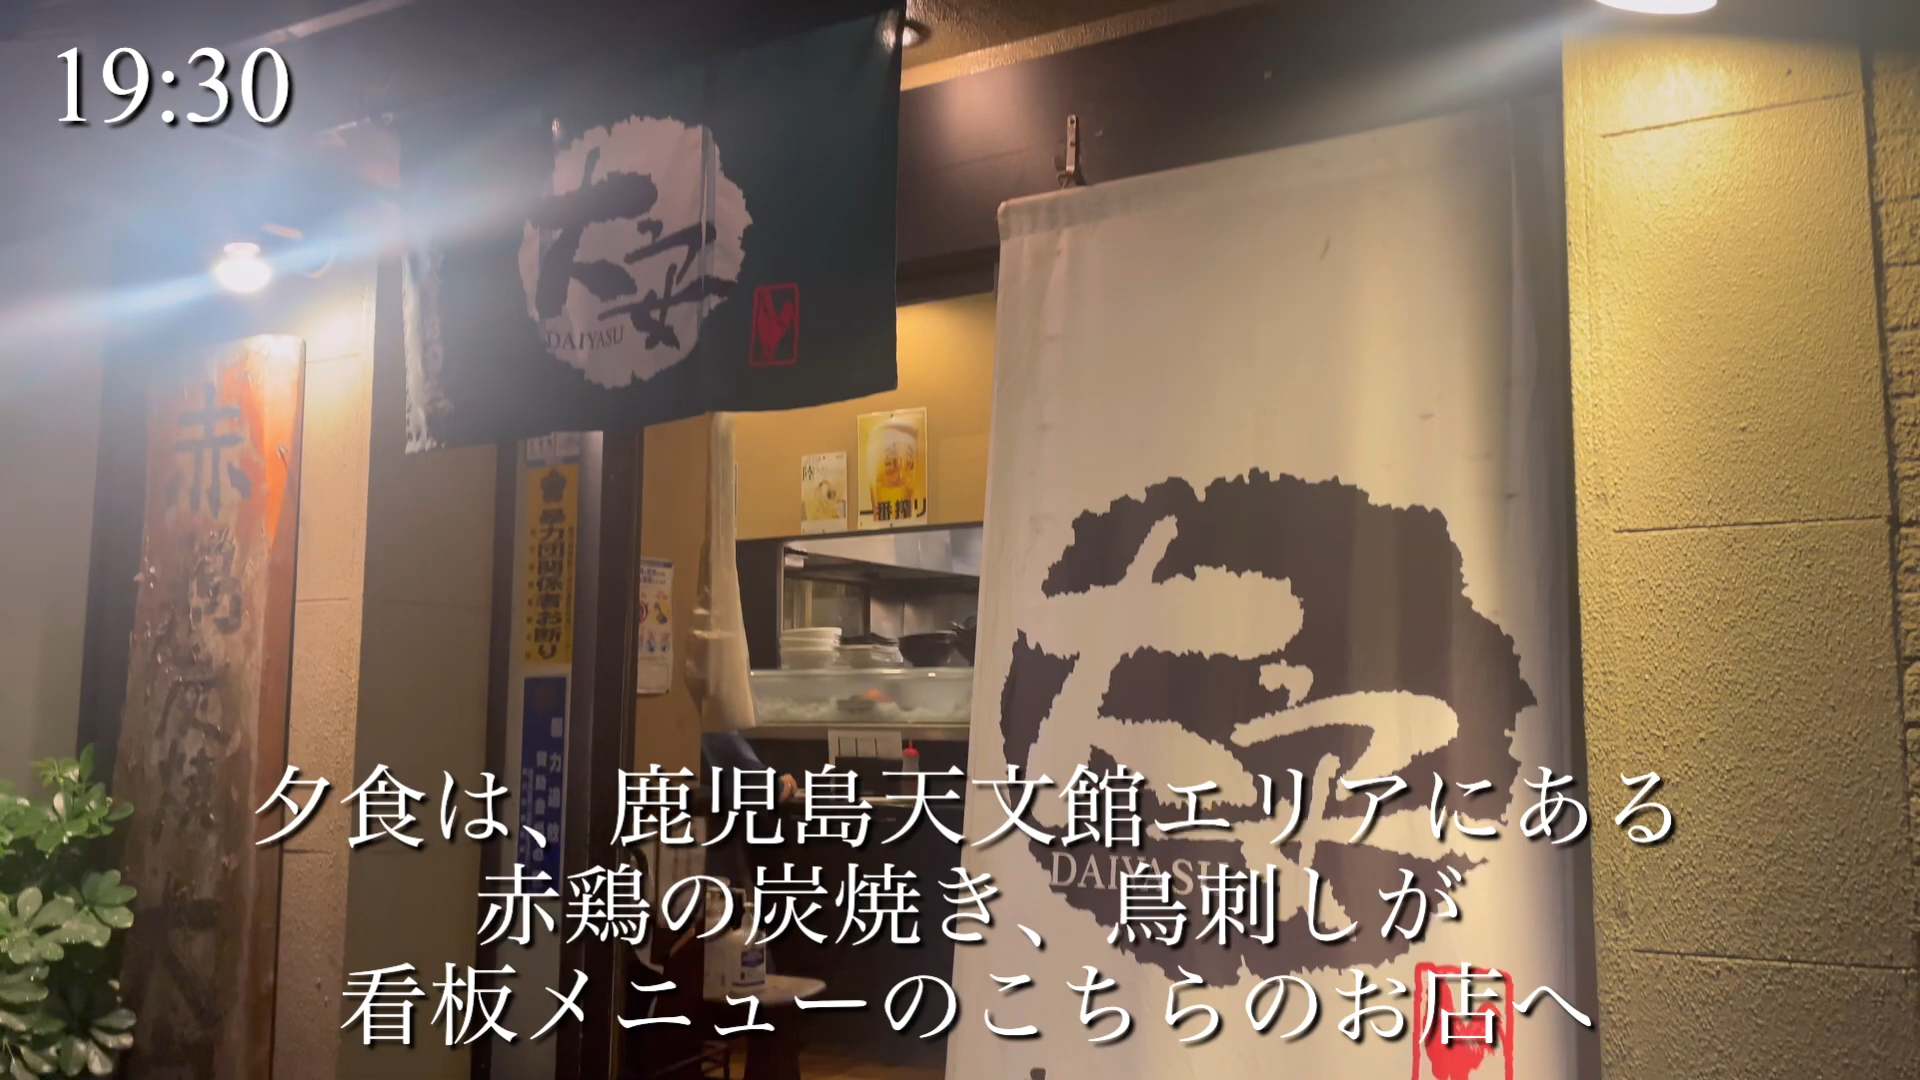 19:30
大安
DAIYASU
赤鶏炭焼
暴力団関係者お断り
一番搾り
大安
DAIYASU
夕食は、鹿児島天文館エリアにある
赤鶏の炭焼き、鳥刺しが
看板メニューのこちらのお店へ